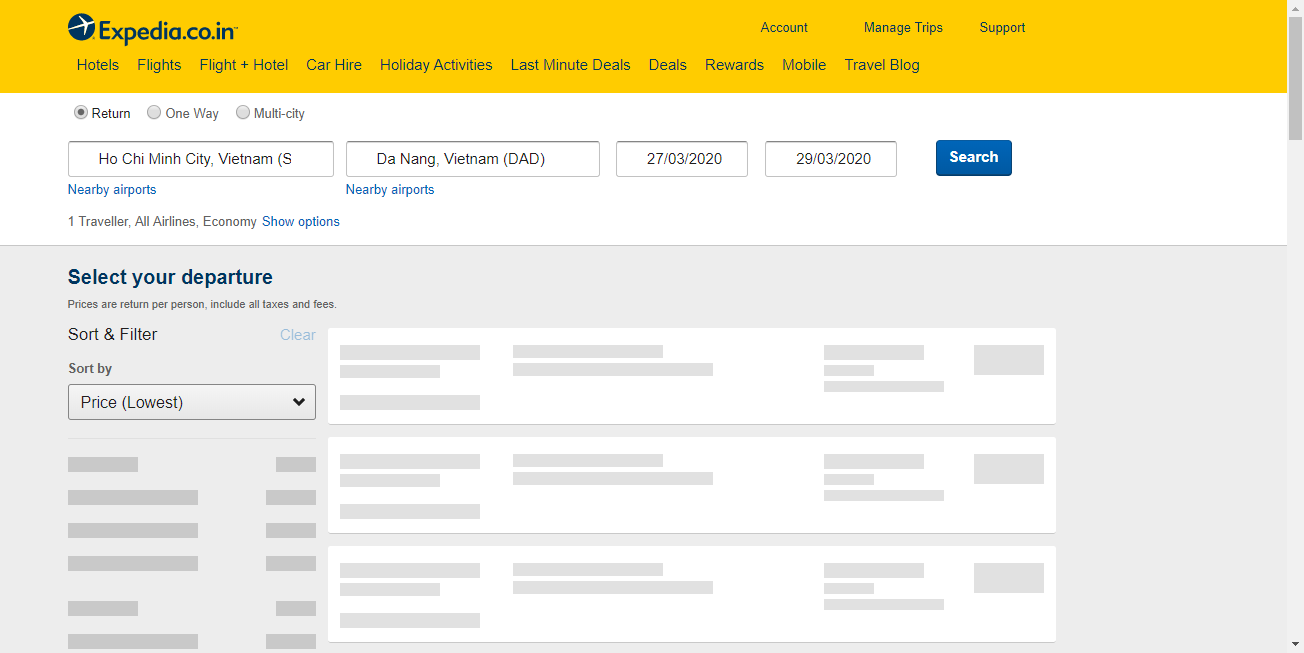 Expedia.co.in
Account Manage Trips Support
Hotels Flights Flight + Hotel Car Hire Holiday Activities Last Minute Deals Deals Rewards Mobile Travel Blog
Return One Way Multi-city
Ho Chi Minh City, Vietnam (S Da Nang, Vietnam (DAD) 27/03/2020 29/03/2020 Search
Nearby airports Nearby airports
1 Traveller, All Airlines, Economy Show options
Select your departure
Prices are return per person, include all taxes and fees.
Sort & Filter Clear
Sort by
Price (Lowest)